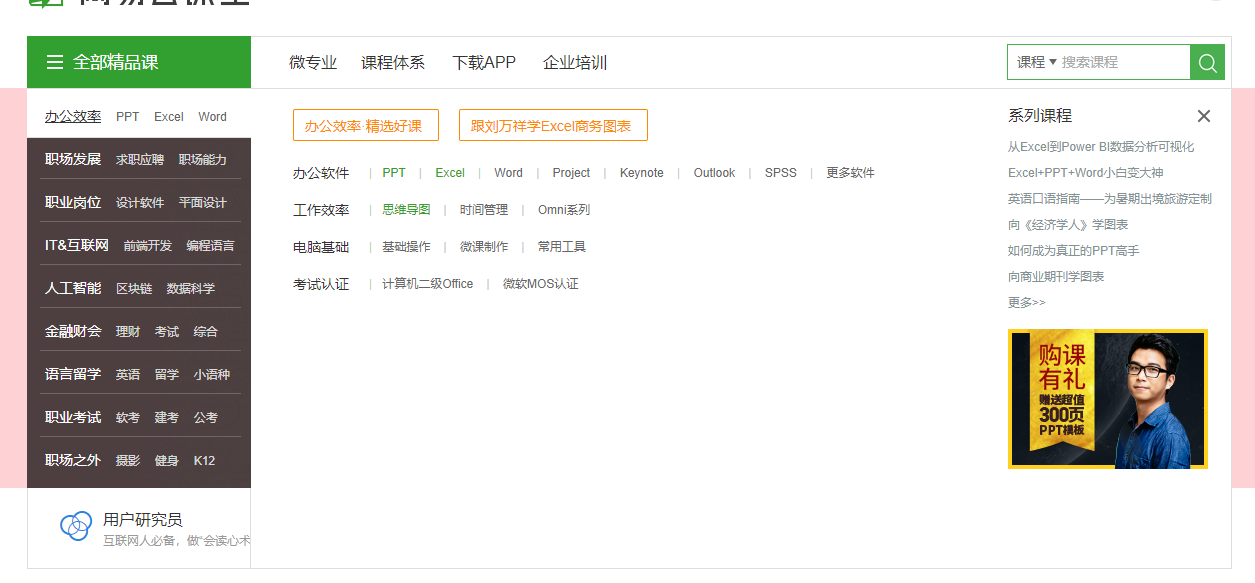 全部精品课
微专业 课程体系 下载APP 企业培训
课程 搜索课程
办公效率 PPT Excel Word
职场发展 求职应聘 职场能力
职业岗位 设计软件 平面设计
IT&互联网 前端开发 编程语言
人工智能 区块链 数据科学
金融财会 理财 考试 综合
语言留学 英语 留学 小语种
职业考试 软考 建考 公考
职场之外 摄影 健身 K12
用户研究员
互联网人必备，做“会读心术
办公效率·精选好课 跟刘万祥学Excel商务图表
办公软件 | PPT | Excel | Word | Project | Keynote | Outlook | SPSS | 更多软件
工作效率 | 思维导图 | 时间管理 | Omni系列
电脑基础 | 基础操作 | 微课制作 | 常用工具
考试认证 | 计算机二级Office | 微软MOS认证
系列课程
从Excel到Power BI数据分析可视化
Excel+PPT+Word小白变大神
英语口语指南——为暑期出境旅游定制
向《经济学人》学图表
如何成为真正的PPT高手
向商业期刊学图表
更多>>
购课
有礼
赠送超值
300页
PPT模板